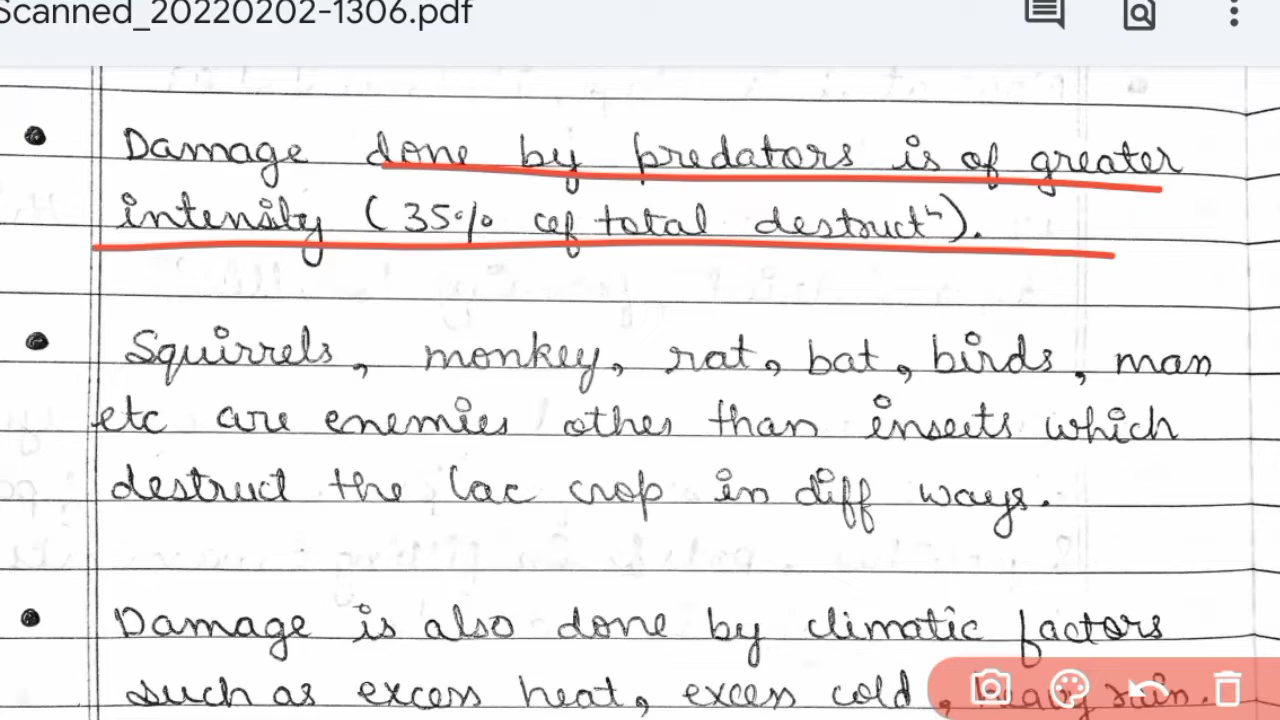 Scanned_20220202-1306.pdf
Damage done by predators is of greater
intensity (35% of total destructⁿ).
Squirrels, monkey, rat, bat, birds, man
etc are enemies other than insects which
destruct the lac crop in diff ways.
Damage is also done by climatic factors
such as excess heat, excess cold, heavy rain.